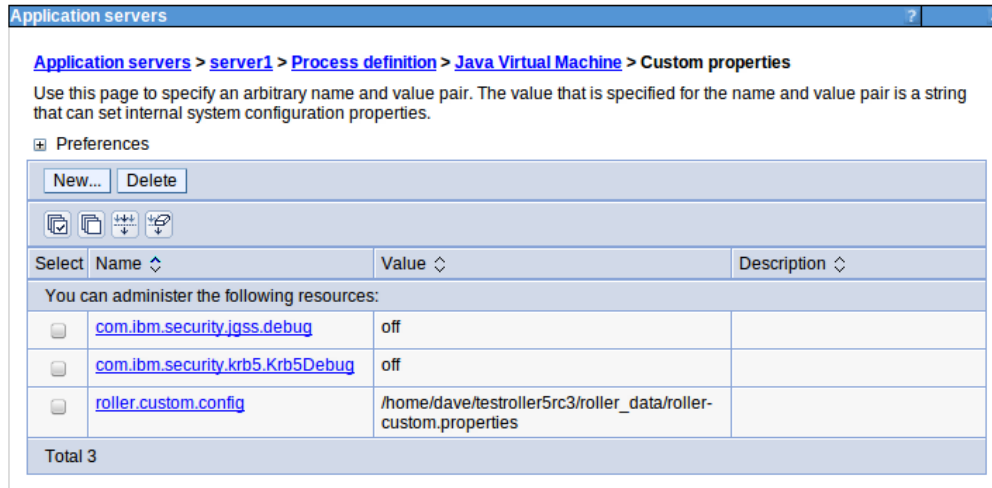 Application servers ?
Application servers > server1 > Process definition > Java Virtual Machine > Custom properties
Use this page to specify an arbitrary name and value pair. The value that is specified for the name and value pair is a string
that can set internal system configuration properties.
Preferences
New... Delete
Select Name Value Description
You can administer the following resources:
com.ibm.security.jgss.debug off
com.ibm.security.krb5.Krb5Debug off
roller.custom.config /home/dave/testroller5rc3/roller_data/roller-
custom.properties
Total 3